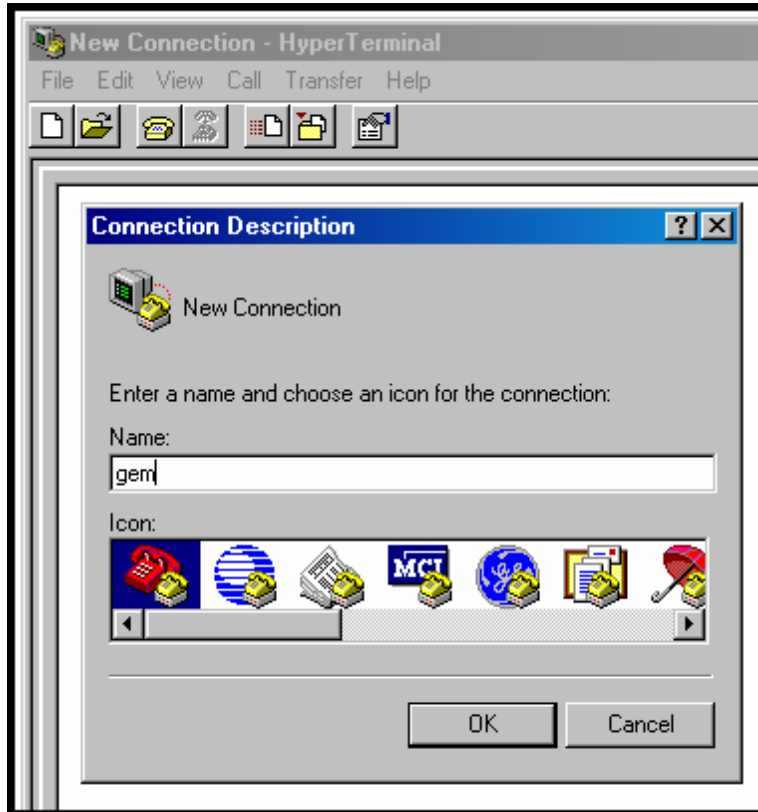 New Connection - HyperTerminal
File Edit View Call Transfer Help
Connection Description
New Connection
Enter a name and choose an icon for the connection:
Name:
gem
Icon:
MCI
OK Cancel